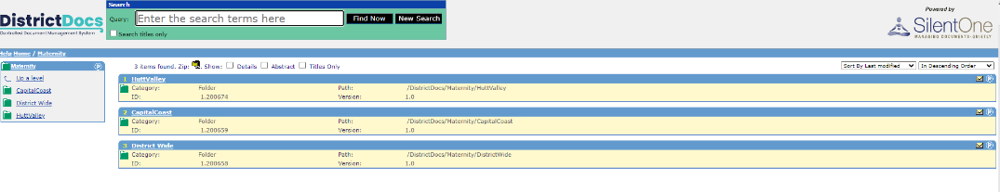 Search
DistrictDocs
Controlled Document Management System
Query: Enter the search terms here Find Now New Search
Search titles only
Powered by
SilentOne
MANAGING DOCUMENTS-QUIETLY
Help Home / Maternity
Maternity
Up a level
CapitalCoast
District Wide
HuttValley
3 items found. Zip: Show: Details Abstract Titles Only
Sort By Last modified In Descending Order
1 HuttValley
Category: Folder Path: /DistrictDocs/Maternity/HuttValley
ID: 1.200674 Version: 1.0
2 CapitalCoast
Category: Folder Path: /DistrictDocs/Maternity/CapitalCoast
ID: 1.200659 Version: 1.0
3 District Wide
Category: Folder Path: /DistrictDocs/Maternity/DistrictWide
ID: 1.200658 Version: 1.0